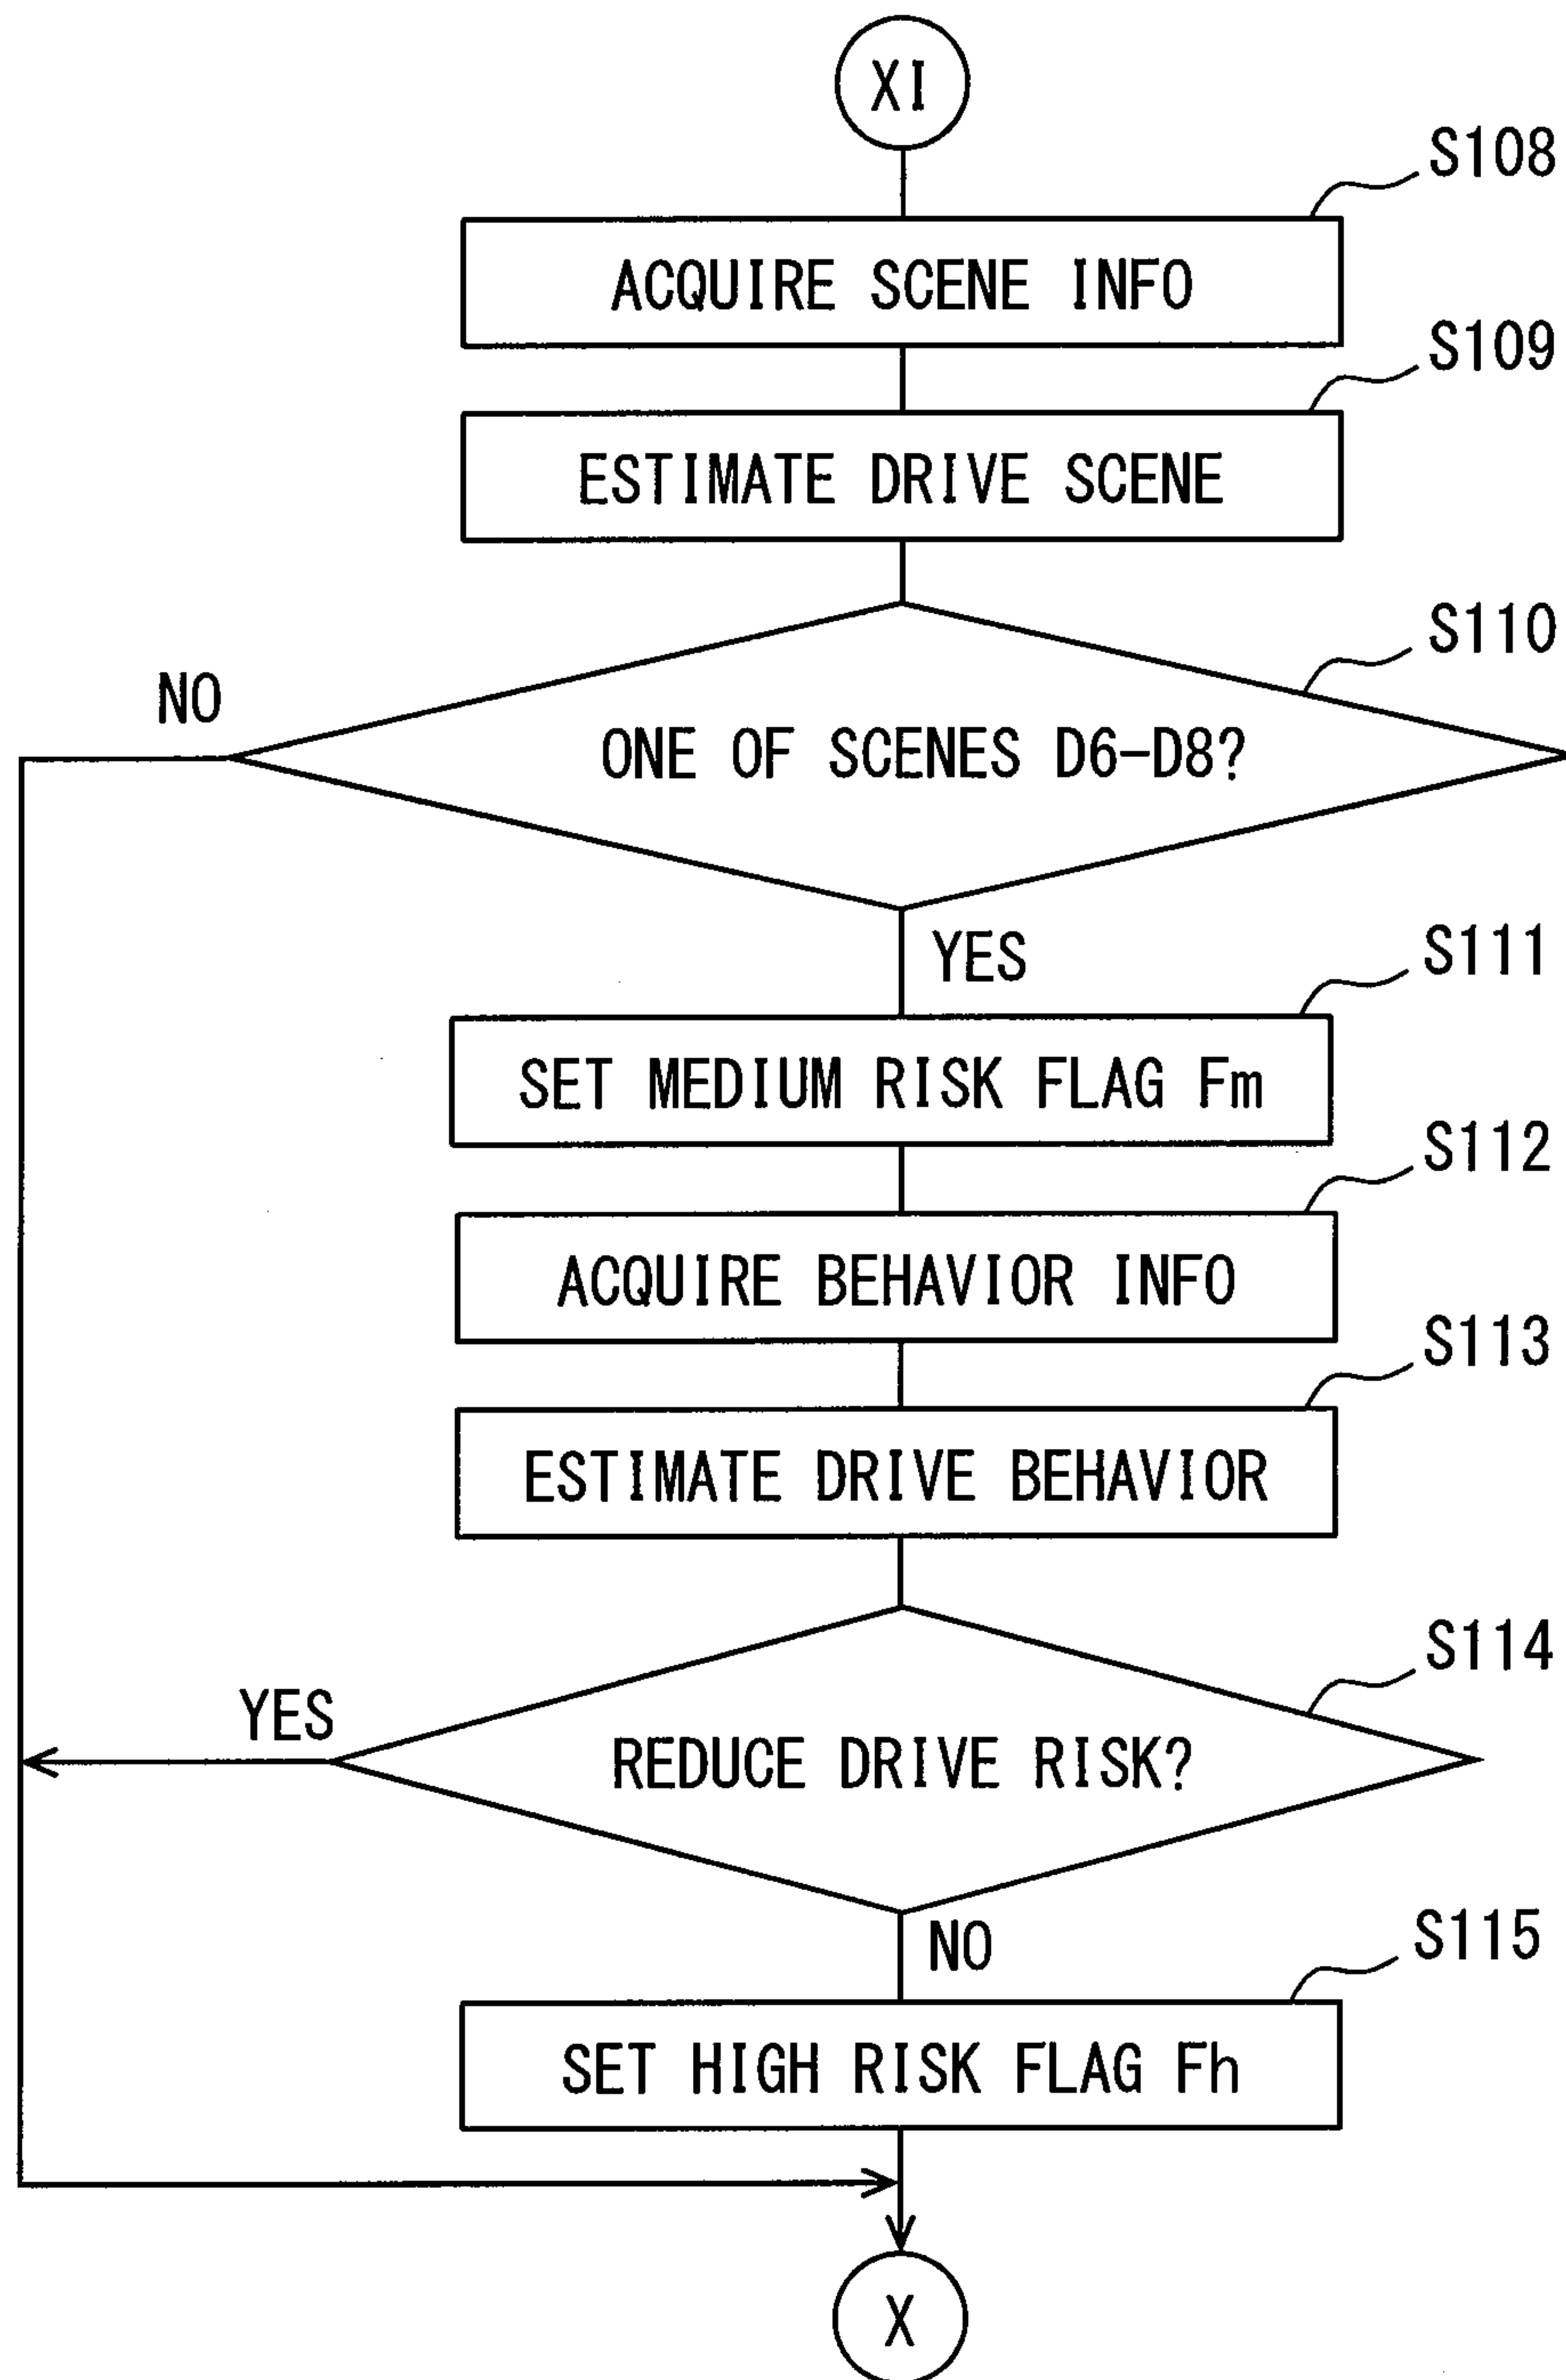 XI
S108
ACQUIRE SCENE INFO
S109
ESTIMATE DRIVE SCENE
S110
NO
ONE OF SCENES D6-D8?
YES
S111
SET MEDIUM RISK FLAG Fm
S112
ACQUIRE BEHAVIOR INFO
S113
ESTIMATE DRIVE BEHAVIOR
S114
YES
REDUCE DRIVE RISK?
NO
S115
SET HIGH RISK FLAG Fh
X